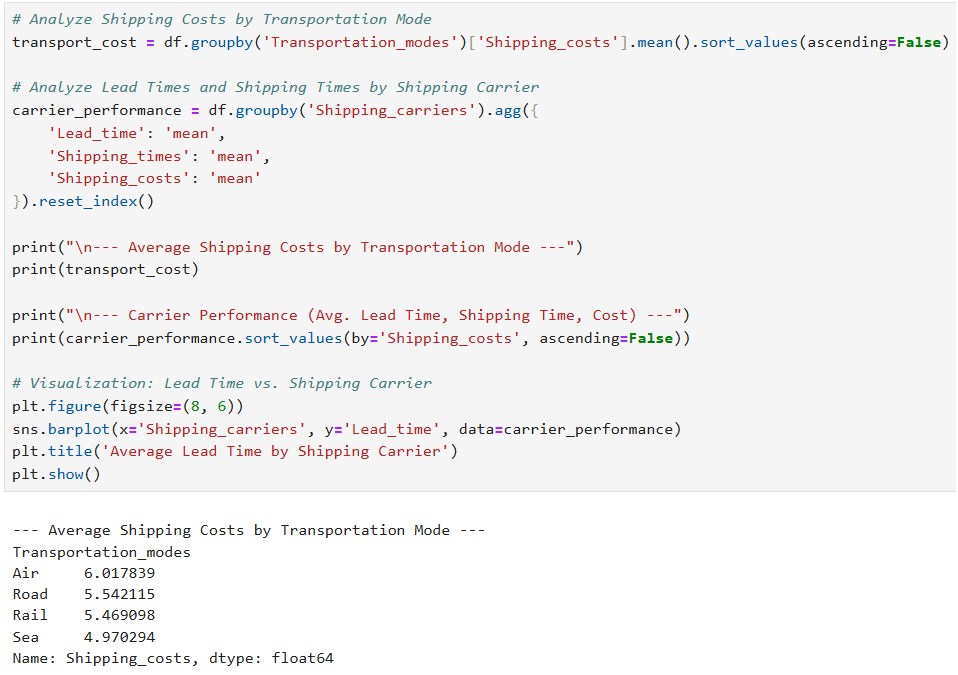 # Analyze Shipping Costs by Transportation Mode
transport_cost = df.groupby('Transportation_modes')['Shipping_costs'].mean().sort_values(ascending=False)

# Analyze Lead Times and Shipping Times by Shipping Carrier
carrier_performance = df.groupby('Shipping_carriers').agg({
    'Lead_time': 'mean',
    'Shipping_times': 'mean',
    'Shipping_costs': 'mean'
}).reset_index()

print("\n--- Average Shipping Costs by Transportation Mode ---")
print(transport_cost)

print("\n--- Carrier Performance (Avg. Lead Time, Shipping Time, Cost) ---")
print(carrier_performance.sort_values(by='Shipping_costs', ascending=False))

# Visualization: Lead Time vs. Shipping Carrier
plt.figure(figsize=(8, 6))
sns.barplot(x='Shipping_carriers', y='Lead_time', data=carrier_performance)
plt.title('Average Lead Time by Shipping Carrier')
plt.show()

--- Average Shipping Costs by Transportation Mode ---
Transportation_modes
Air     6.017839
Road    5.542115
Rail    5.469098
Sea     4.970294
Name: Shipping_costs, dtype: float64